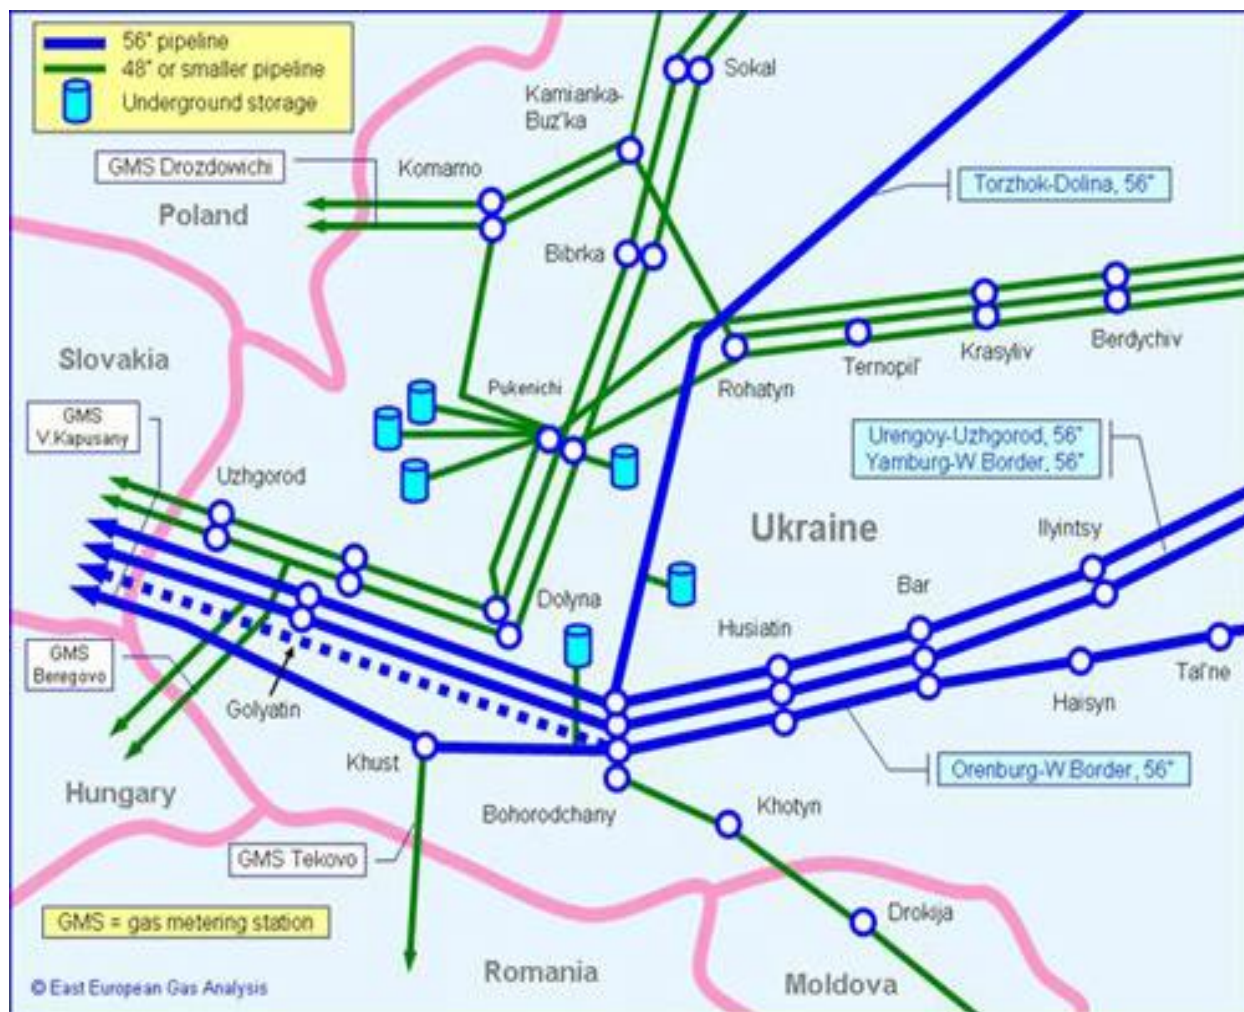 56" pipeline
48" or smaller pipeline
Underground storage
Sokal
Kamianka-
Buz'ka
GMS Drozdowichi
Komarno
Torzhok-Dolina, 56"
Poland
Bibrka
Slovakia
Krasyliv
Berdychiv
Ternopil'
Pukenichi
Rohatyn
GMS
V.Kapusany
Urengoy-Uzhgorod, 56"
Yamburg-W.Border, 56"
Uzhgorod
Ukraine
Ilyintsy
Bar
Dolyna
Husiatin
GMS
Beregovo
Tal'ne
Haisyn
Golyatin
Khust
Orenburg-W.Border, 56"
Hungary
Bohorodchany
Khotyn
GMS Tekovo
GMS = gas metering station
Drokija
Romania
Moldova
© East European Gas Analysis